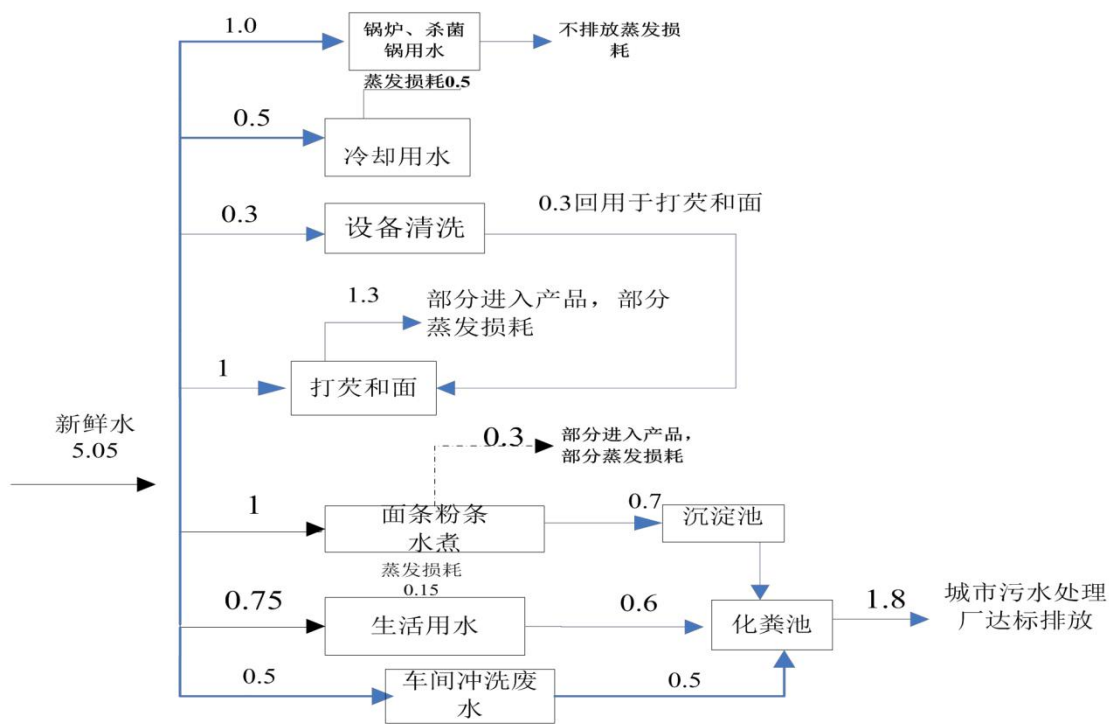 1.0
锅炉、杀菌
锅用水
不排放蒸发损
耗
蒸发损耗0.5
0.5
冷却用水
0.3回用于打芡和面
0.3
设备清洗
1.3
部分进入产品，部分
蒸发损耗
1
打芡和面
新鲜水
5.05
0.3
部分进入产品，
部分蒸发损耗
1
面条粉条
水煮
0.7
沉淀池
蒸发损耗
0.15
0.75
生活用水
0.6
化粪池
1.8
城市污水处理
厂达标排放
0.5
车间冲洗废
水
0.5